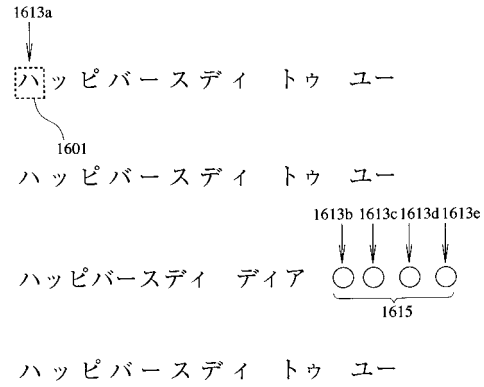 1613a
ハッピバースディ トゥ ユー
1601
ハッピバースディ トゥ ユー
1613b 1613c 1613d 1613e
ハッピバースディ ディア ○○○○
1615
ハッピバースディ トゥ ユー